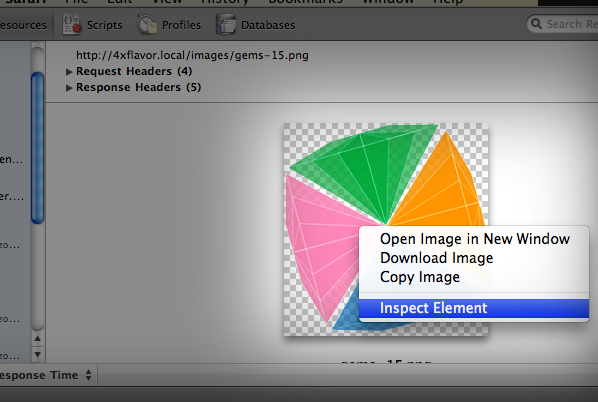 Safari File Edit View History Bookmarks Window Help
esources Scripts Profiles Databases Search Re
http://4xflavor.local/images/gems-15.png
Request Headers (4)
Response Headers (5)
en...
er....
zo...
Open Image in New Window
Download Image
Copy Image
Inspect Element
zo...
zo...
gems-15.png
esponse Time